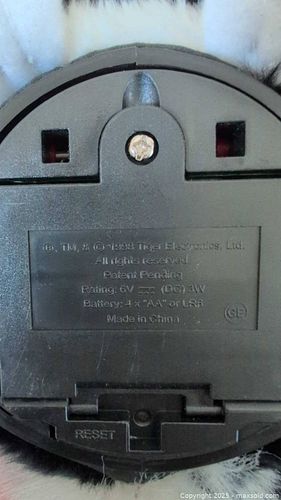 ®, TM, & © 1998 Tiger Electronics, Ltd.
All rights reserved
Patent Pending
Rating: 6V ⎓ (DC) 3W
Battery: 4 x "AA" or LR6
Made in China
CE
RESET
Copyright 2025 - maxsold.com